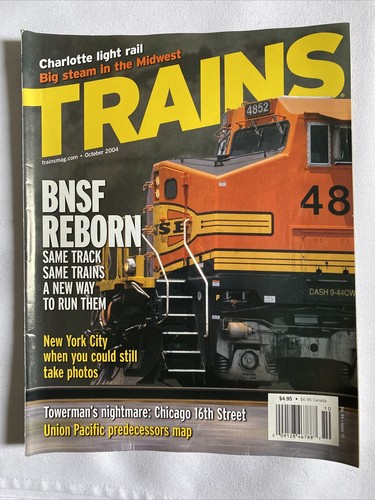 Charlotte light rail
Big steam in the Midwest
TRAINS
trainsmag.com • October 2004
4852
BNSF
REBORN
SAME TRACK
SAME TRAINS
A NEW WAY
TO RUN THEM
48
DASH 9-44CW
F
New York City
when you could still
take photos
Towerman's nightmare: Chicago 16th Street
Union Pacific predecessors map
$4.95 • $6.95 Canada
10